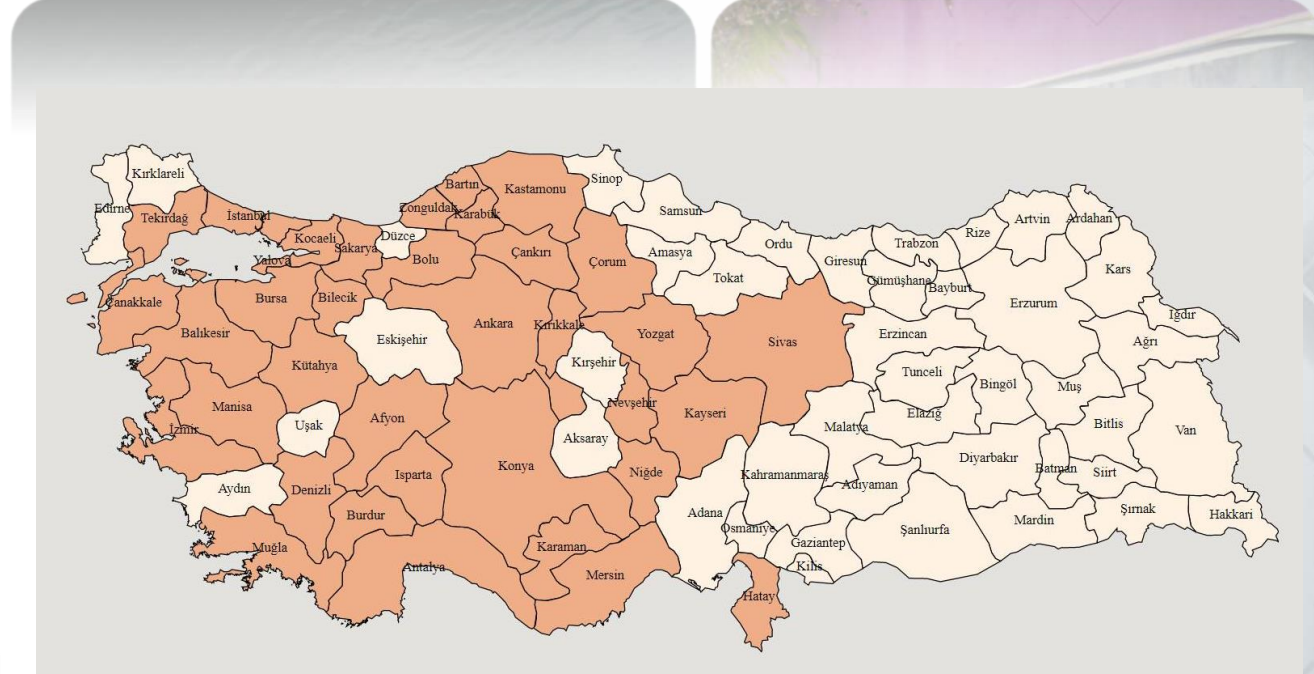 Kırklareli
Edirne
Tekirdağ
İstanbul
Kocaeli
Sakarya
Yalova
Düzce
Bolu
Zonguldak
Bartın
Karabük
Kastamonu
Sinop
Samsun
Çankırı
Çorum
Amasya
Tokat
Ordu
Giresun
Trabzon
Rize
Artvin
Ardahan
Gümüşhane
Bayburt
Kars
Erzurum
Iğdır
Ağrı
Çanakkale
Balıkesir
Bursa
Bilecik
Eskişehir
Ankara
Kırıkkale
Yozgat
Sivas
Erzincan
Tunceli
Bingöl
Muş
Kütahya
Kırşehir
Nevşehir
Kayseri
Malatya
Elazığ
Bitlis
Van
Manisa
İzmir
Uşak
Afyon
Aksaray
Konya
Niğde
Isparta
Aydın
Denizli
Burdur
Muğla
Antalya
Karaman
Mersin
Adana
Osmaniye
Kahramanmaraş
Adıyaman
Diyarbakır
Batman
Siirt
Şırnak
Hakkari
Mardin
Şanlıurfa
Gaziantep
Kilis
Hatay